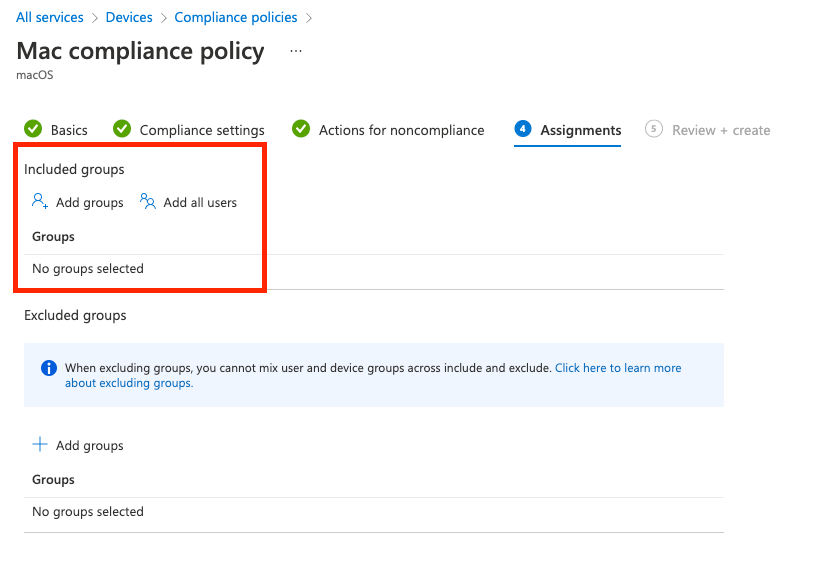 All services > Devices > Compliance policies >
Mac compliance policy ...
macOS
Basics Compliance settings Actions for noncompliance 4 Assignments 5 Review + create
Included groups
Add groups Add all users
Groups
No groups selected
Excluded groups
When excluding groups, you cannot mix user and device groups across include and exclude. Click here to learn more
about excluding groups.
Add groups
Groups
No groups selected